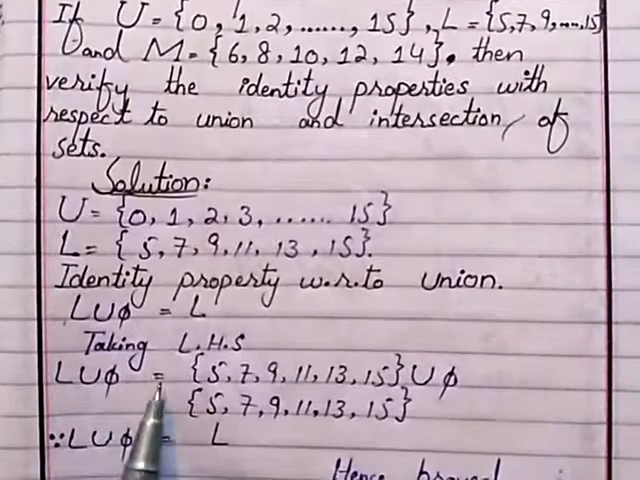 If U = {0, 1, 2, ......, 15}, L = {5,7,9,....15}
and M = {6, 8, 10, 12, 14}. then
verify the identity properties with
respect to union and intersection of
sets.
Solution:
U = {0, 1, 2, 3, ...... 15}
L = { 5, 7, 9, 11, 13, 15}.
Identity property w.r.to union.
L∪ϕ = L
Taking L.H.S
L∪ϕ = {5, 7, 9, 11, 13, 15} ∪ ϕ
{5, 7, 9, 11, 13, 15}
∵ L∪ϕ = L
Hence proved